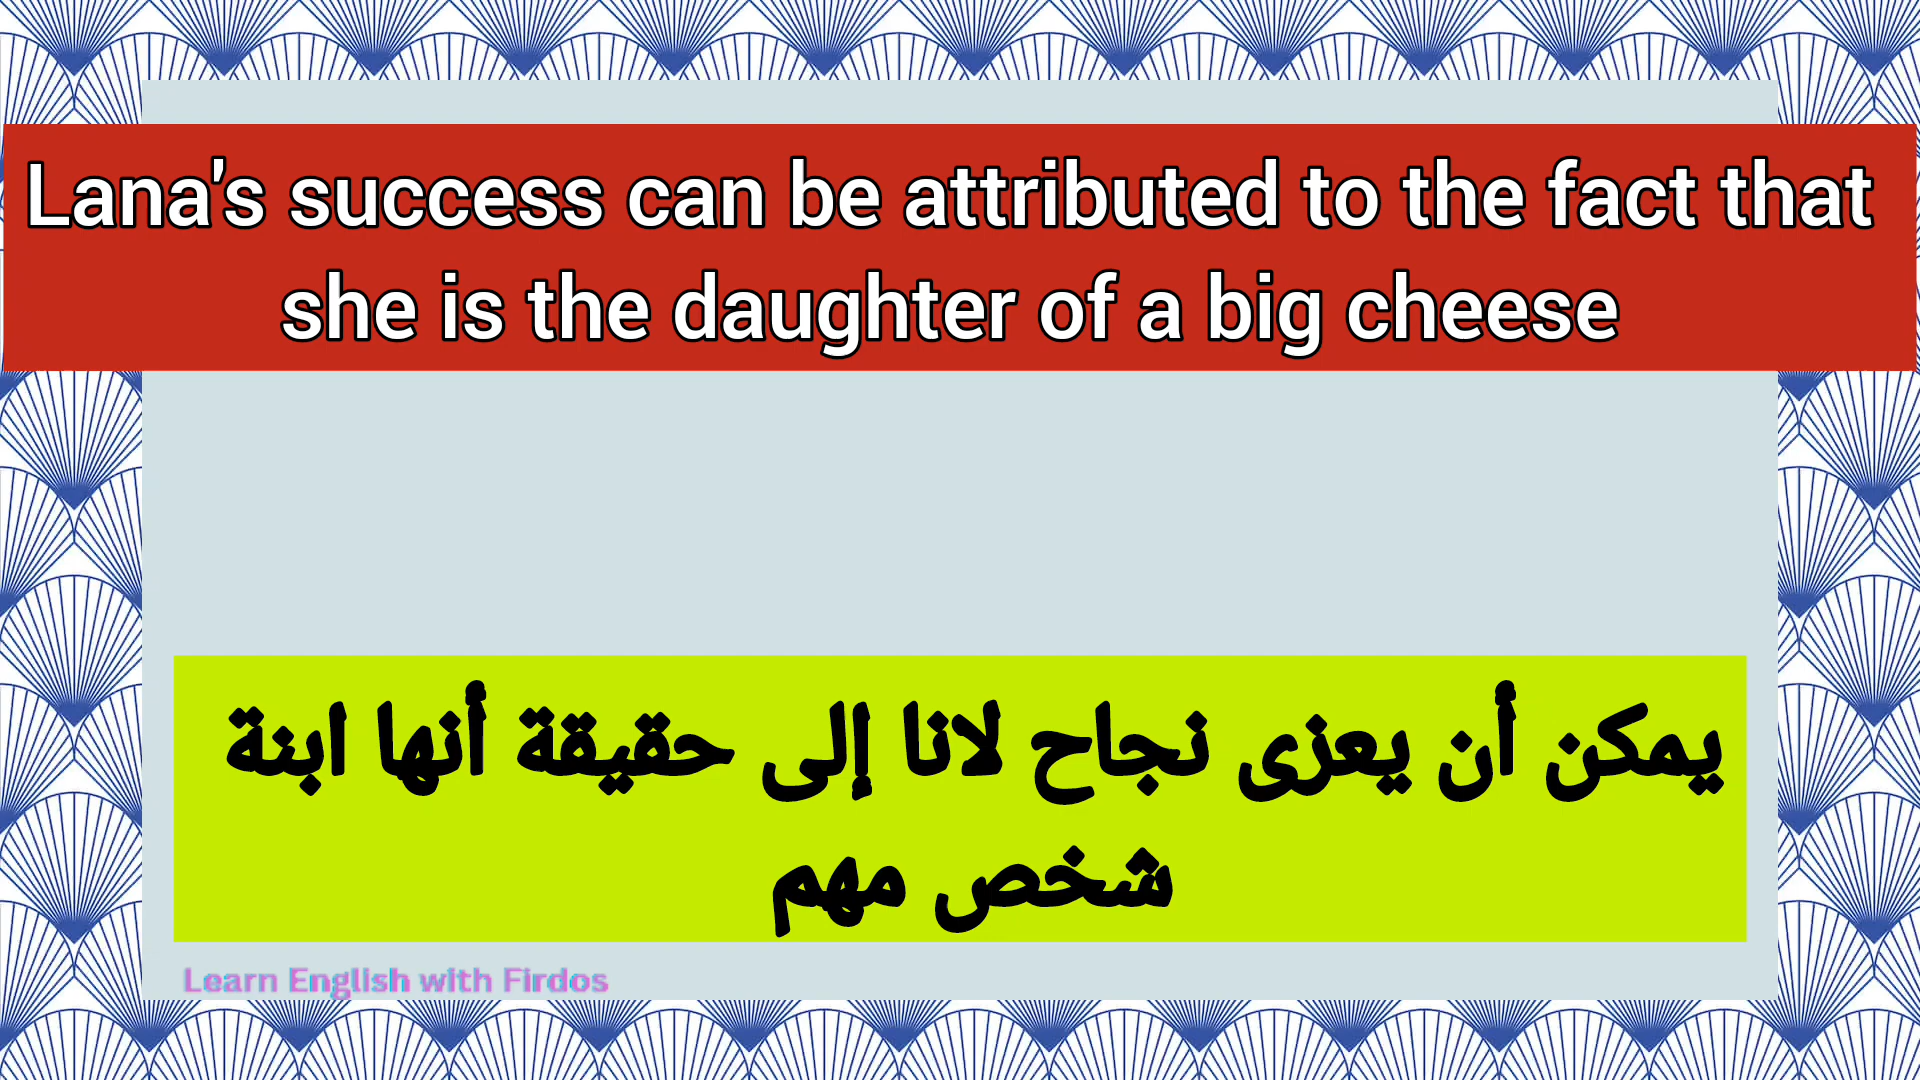 Lana's success can be attributed to the fact that
she is the daughter of a big cheese
يمكن أن يعزى نجاح لانا إلى حقيقة أنها ابنة
شخص مهم
Learn English with Firdos